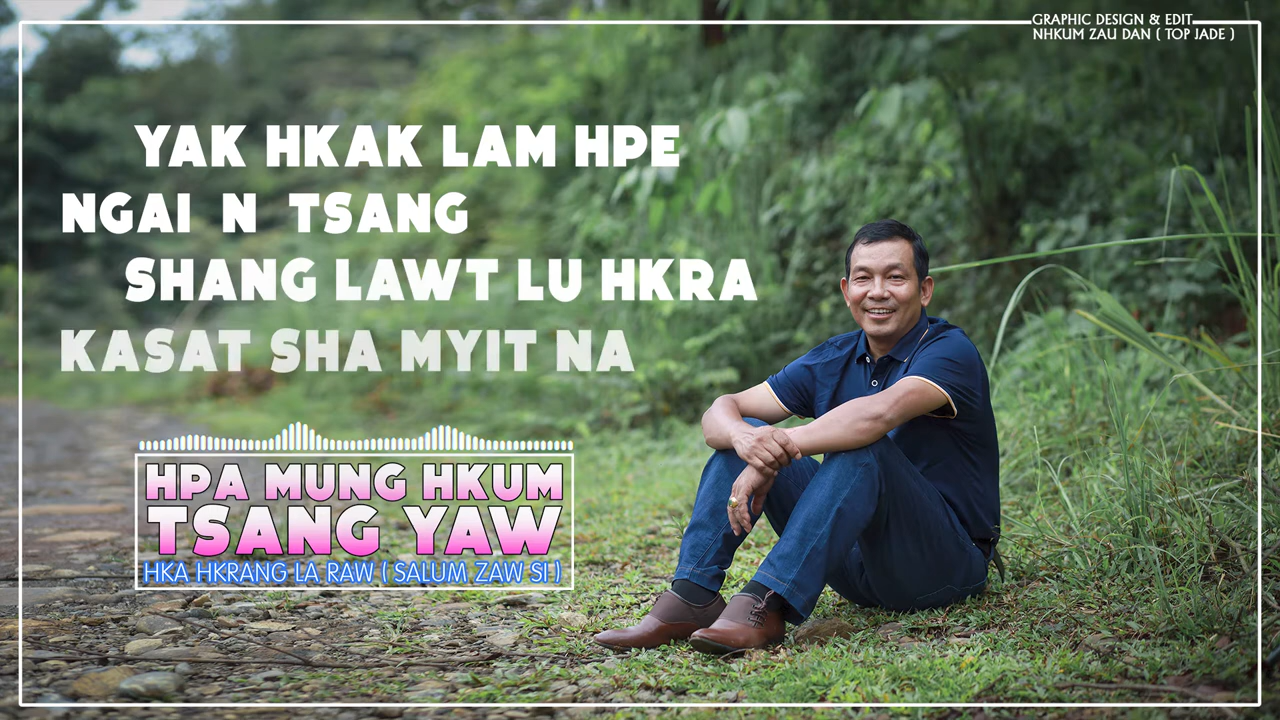 GRAPHIC DESIGN & EDIT
NHKUM ZAU DAN ( TOP JADE )
YAK HKAK LAM HPE
NGAI N TSANG
SHANG LAWT LU HKRA
KASAT SHA MYIT NA
HPA MUNG HKUM
TSANG YAW
HKA HKRANG LA RAW ( SALUM ZAW SI )